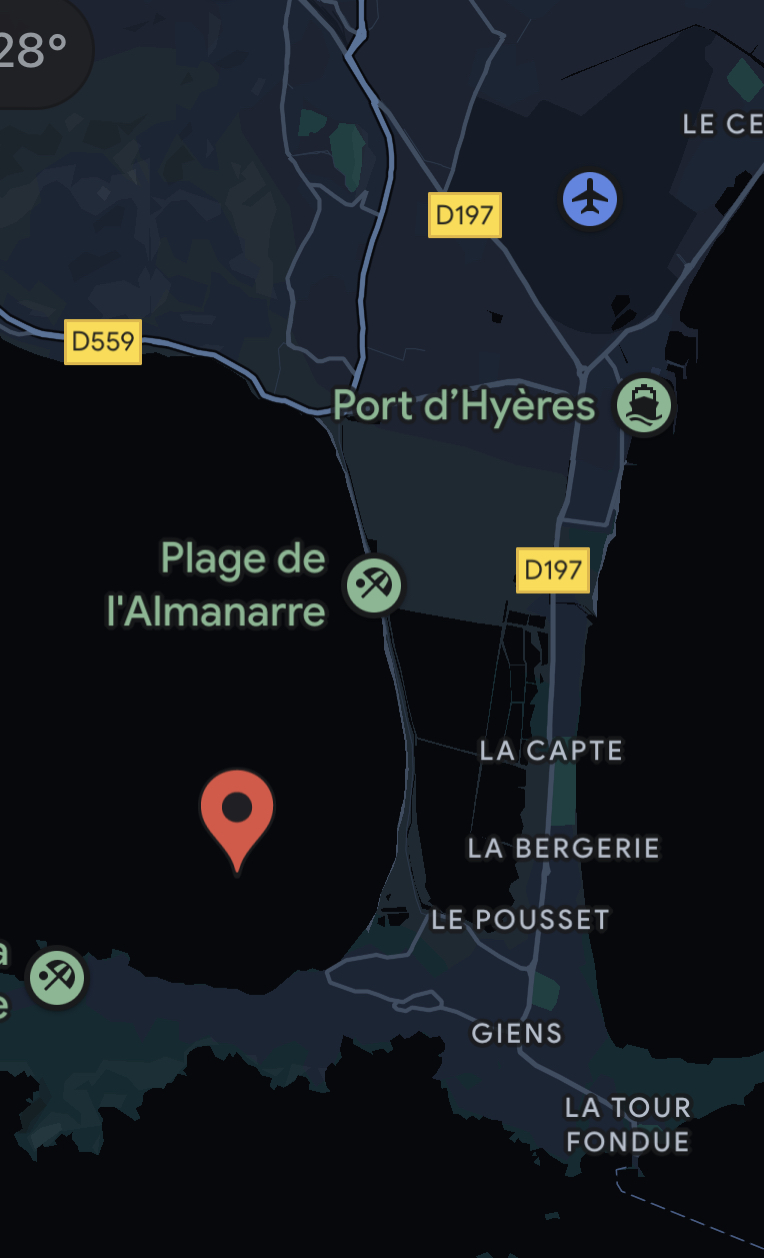 28°
LE CE
D197
D559
Port d’Hyères
Plage de
l'Almanarre
D197
LA CAPTE
LA BERGERIE
LE POUSSET
a
e
GIENS
LA TOUR
FONDUE